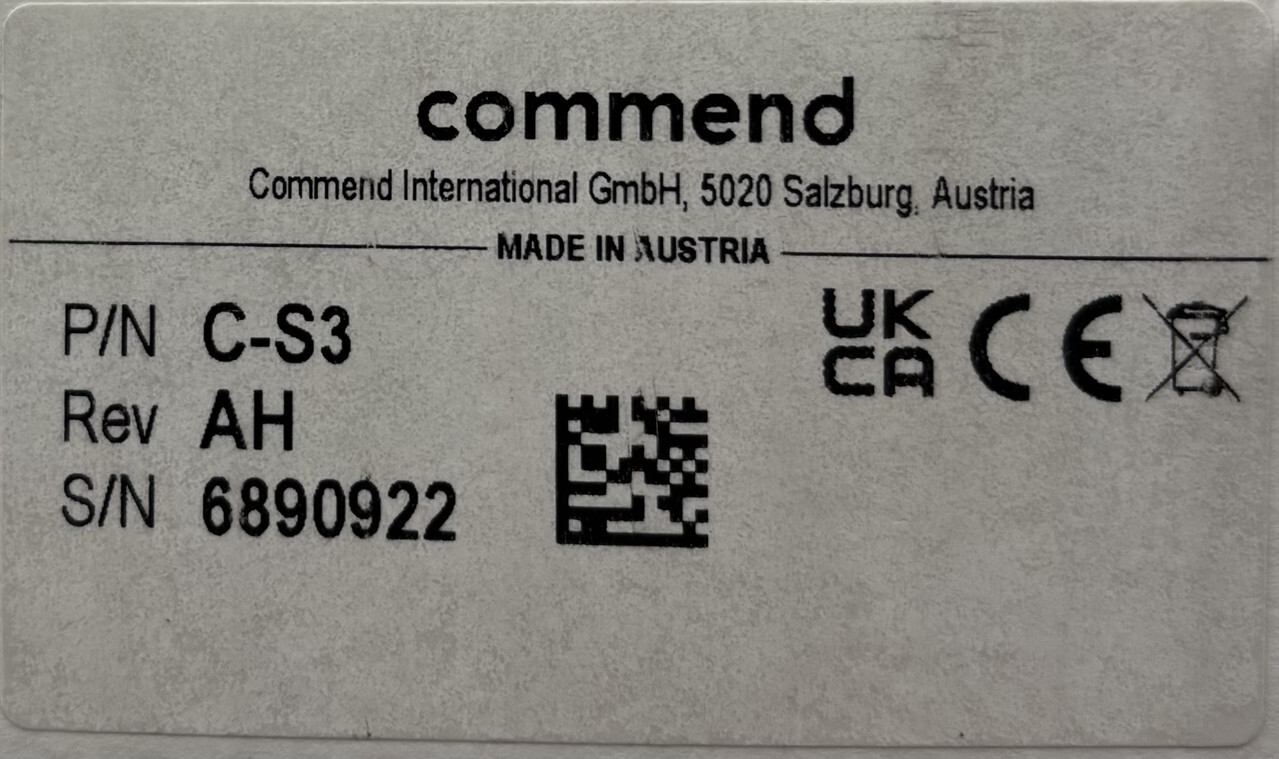 commend
Commend International GmbH, 5020 Salzburg, Austria
MADE IN AUSTRIA
P/N C-S3
Rev AH
S/N 6890922
UK
CA
CE